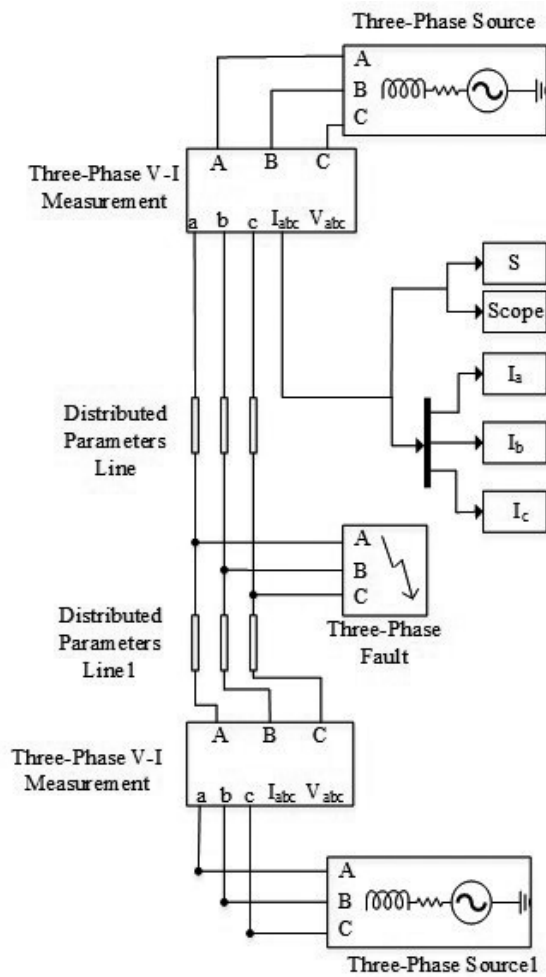 Three-Phase Source
A
B
C
Three-Phase V-I
Measurement
A B C
a b c Iabc Vabc
S
Scope
Ia
Ib
Ic
Distributed
Parameters
Line
A
B
C
Three-Phase
Fault
Distributed
Parameters
Line1
Three-Phase V-I
Measurement
A B C
a b c Iabc Vabc
A
B
C
Three-Phase Source1